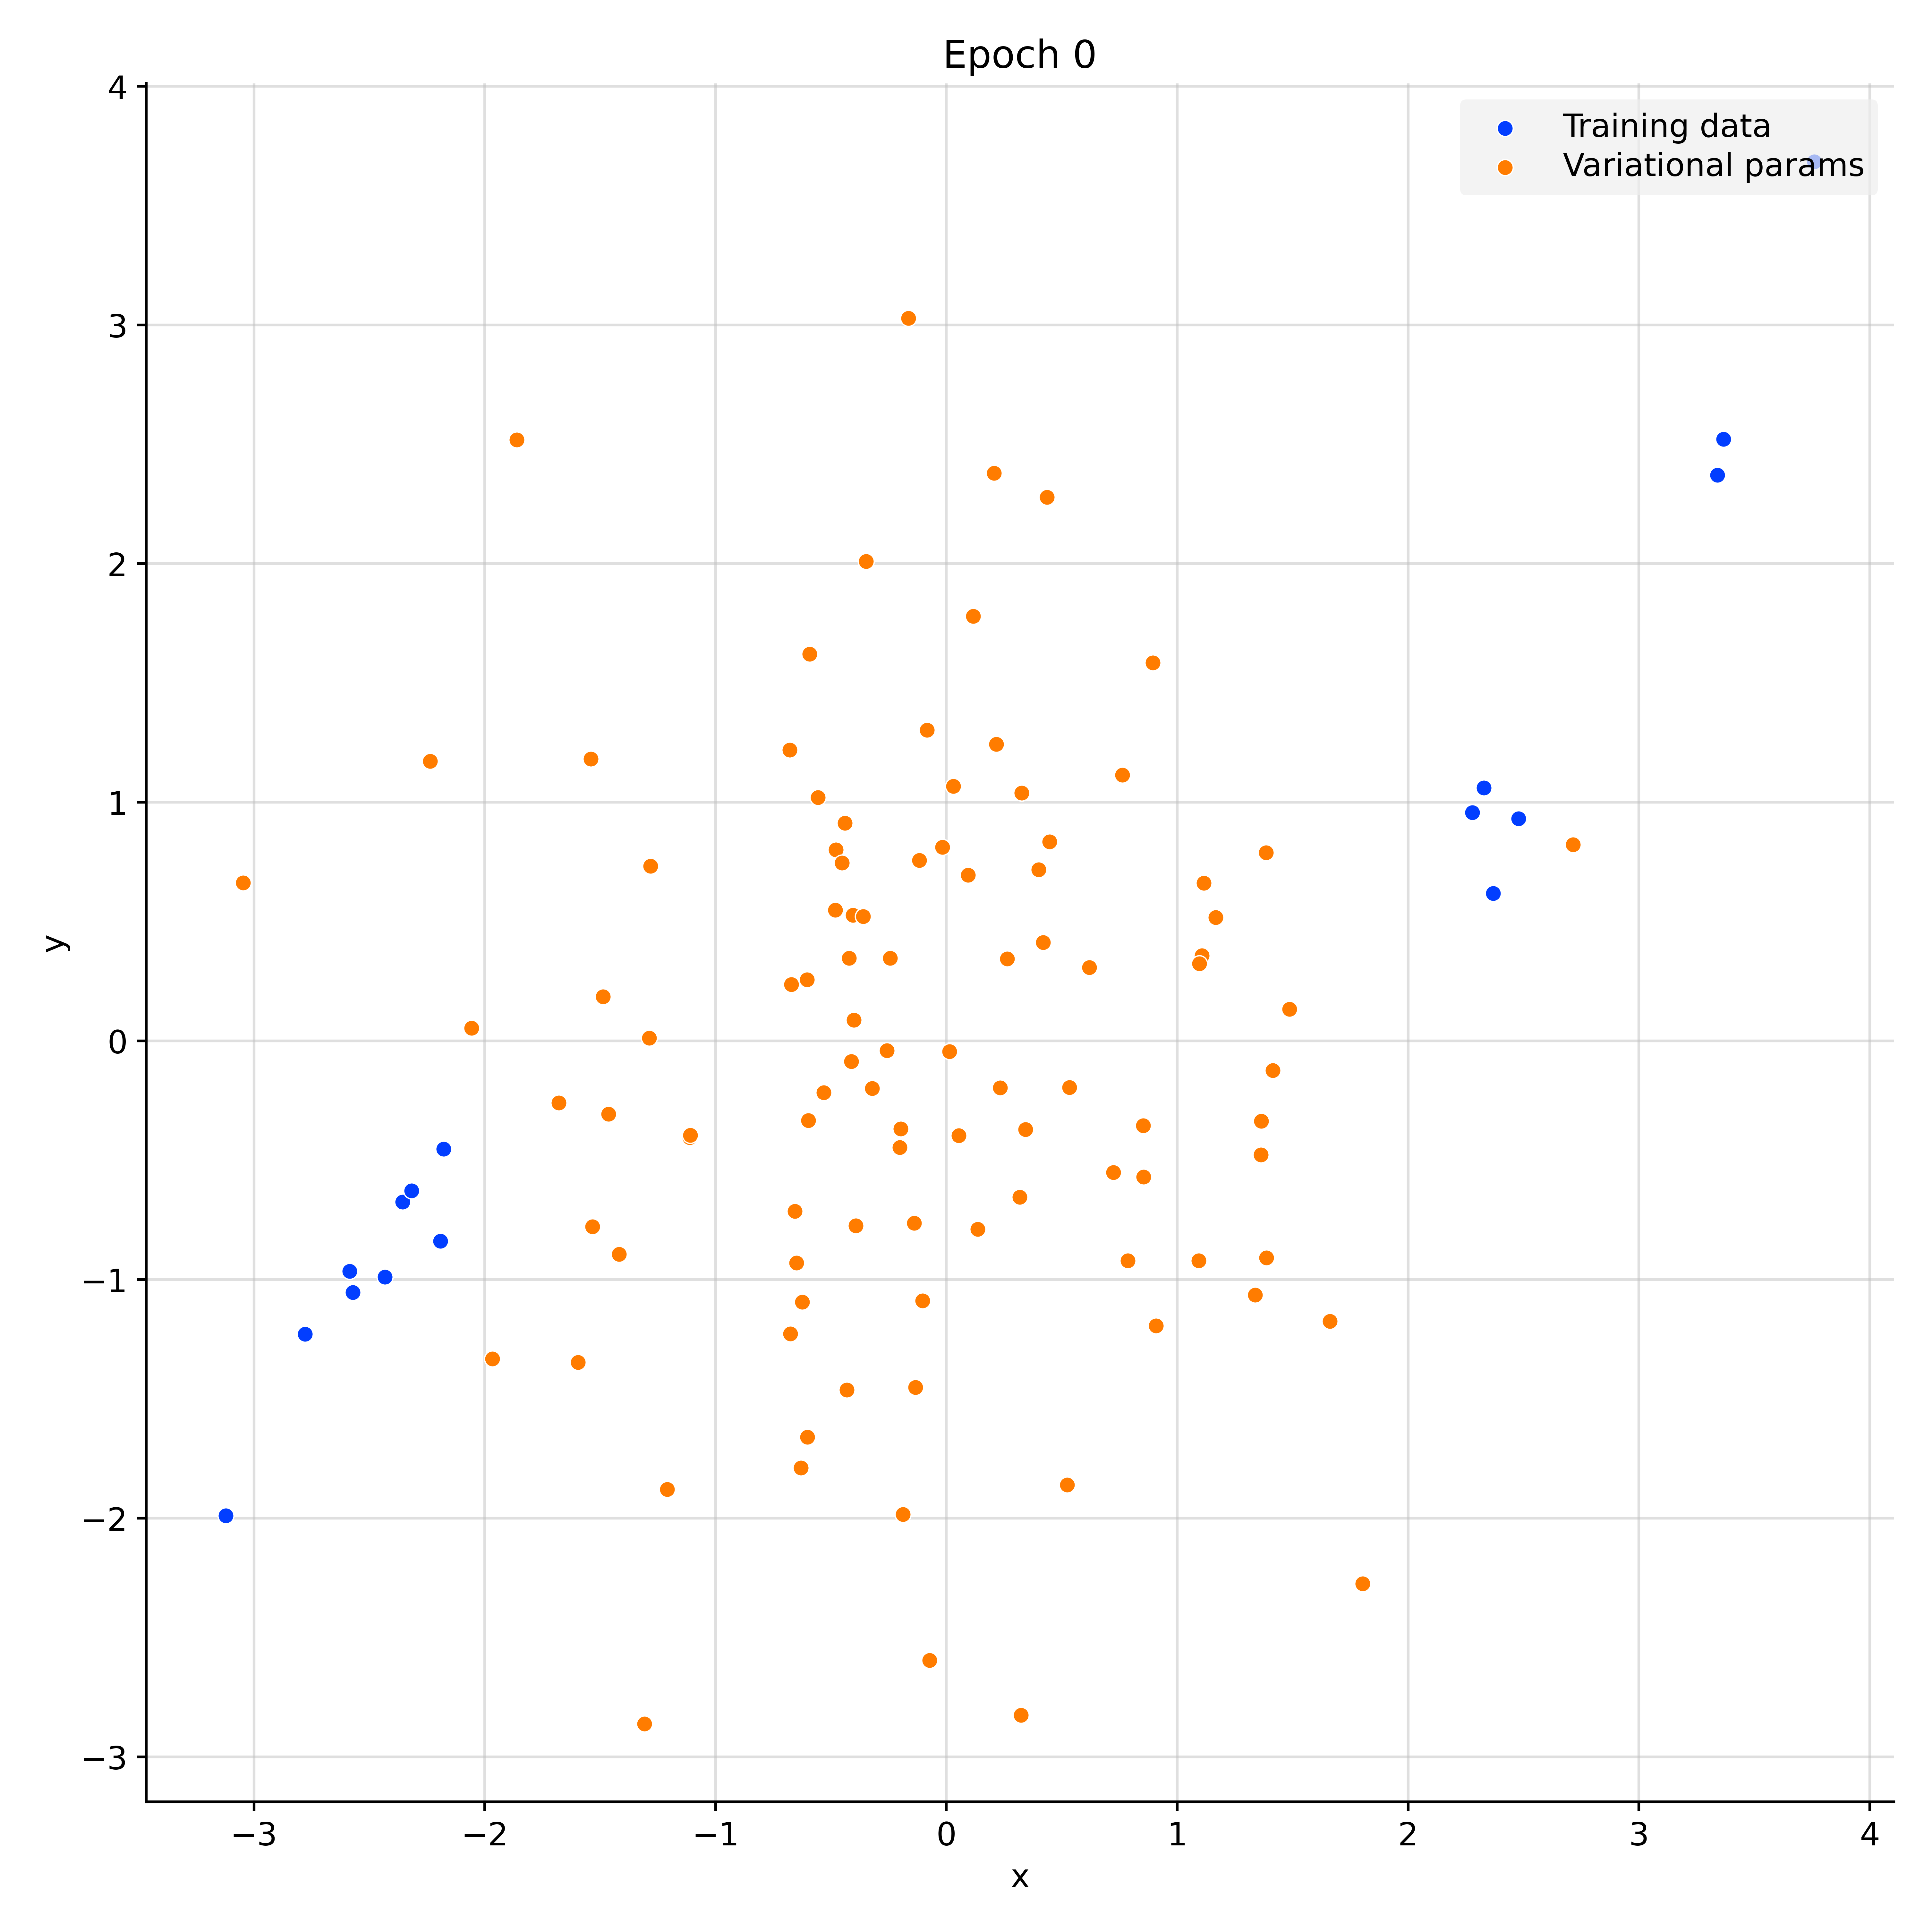 Epoch 0
Training data
Variational params
4
3
2
1
0
−1
−2
−3
y
−3 −2 −1 0 1 2 3 4
x